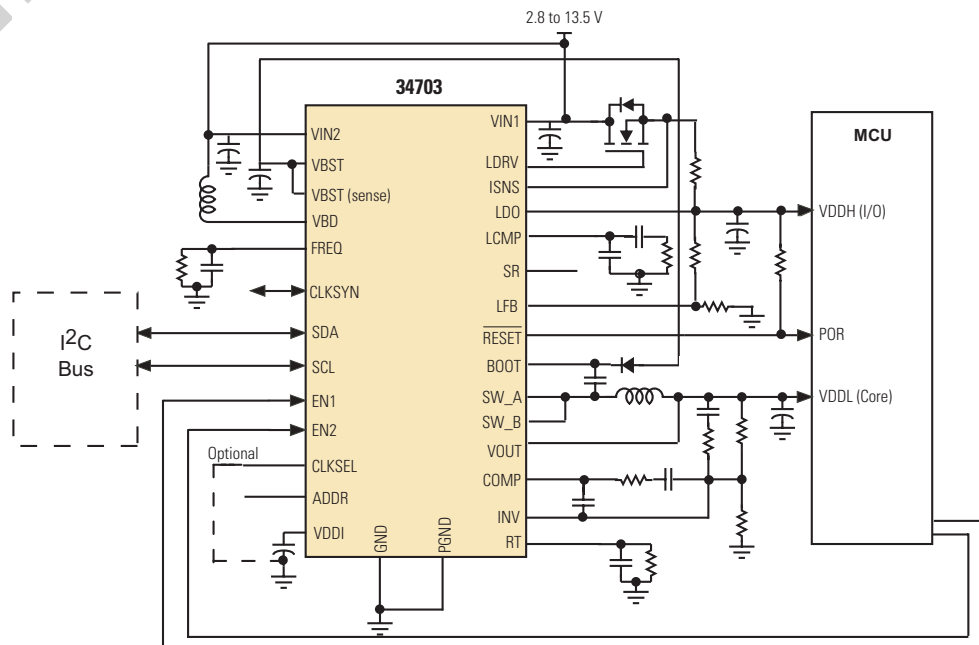 2.8 to 13.5 V
34703
VIN2
VBST
VBST (sense)
VBD
FREQ
CLKSYN
SDA
SCL
EN1
EN2
CLKSEL
ADDR
VDDI
GND
PGND
VIN1
LDRV
ISNS
LDO
LCMP
SR
LFB
RESET
BOOT
SW_A
SW_B
VOUT
COMP
INV
RT
I2C
Bus
Optional
MCU
VDDH (I/O)
POR
VDDL (Core)